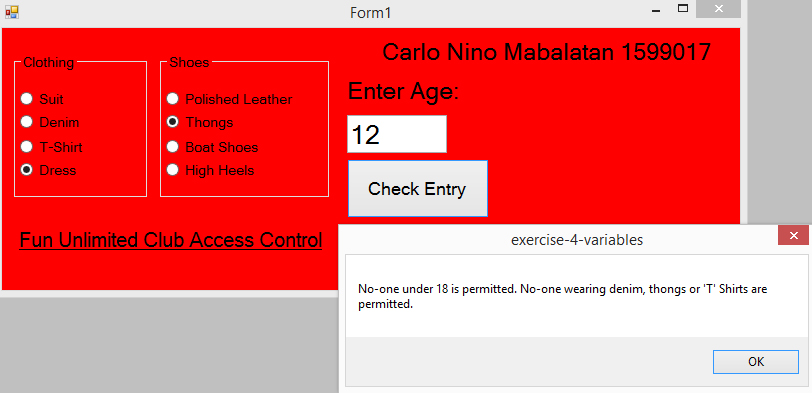 Form1
Carlo Nino Mabalatan 1599017
Clothing
Suit
Denim
T-Shirt
Dress
Shoes
Polished Leather
Thongs
Boat Shoes
High Heels
Enter Age:
12
Check Entry
Fun Unlimited Club Access Control
exercise-4-variables
No-one under 18 is permitted. No-one wearing denim, thongs or 'T' Shirts are
permitted.
OK